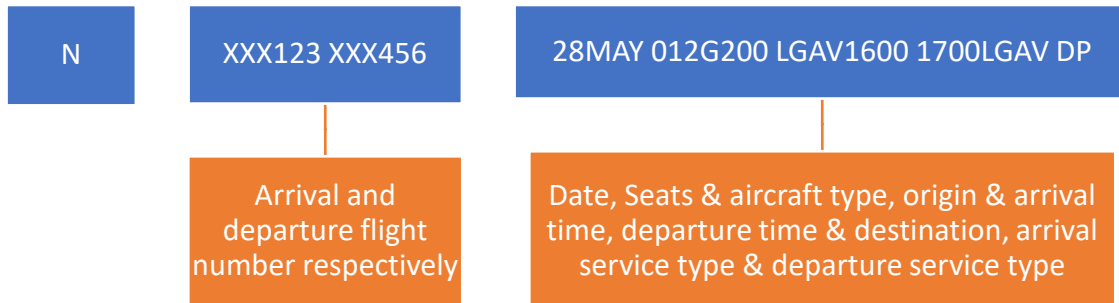 N
XXX123 XXX456
28MAY 012G200 LGAV1600 1700LGAV DP
Arrival and
departure flight
number respectively
Date, Seats & aircraft type, origin & arrival
time, departure time & destination, arrival
service type & departure service type